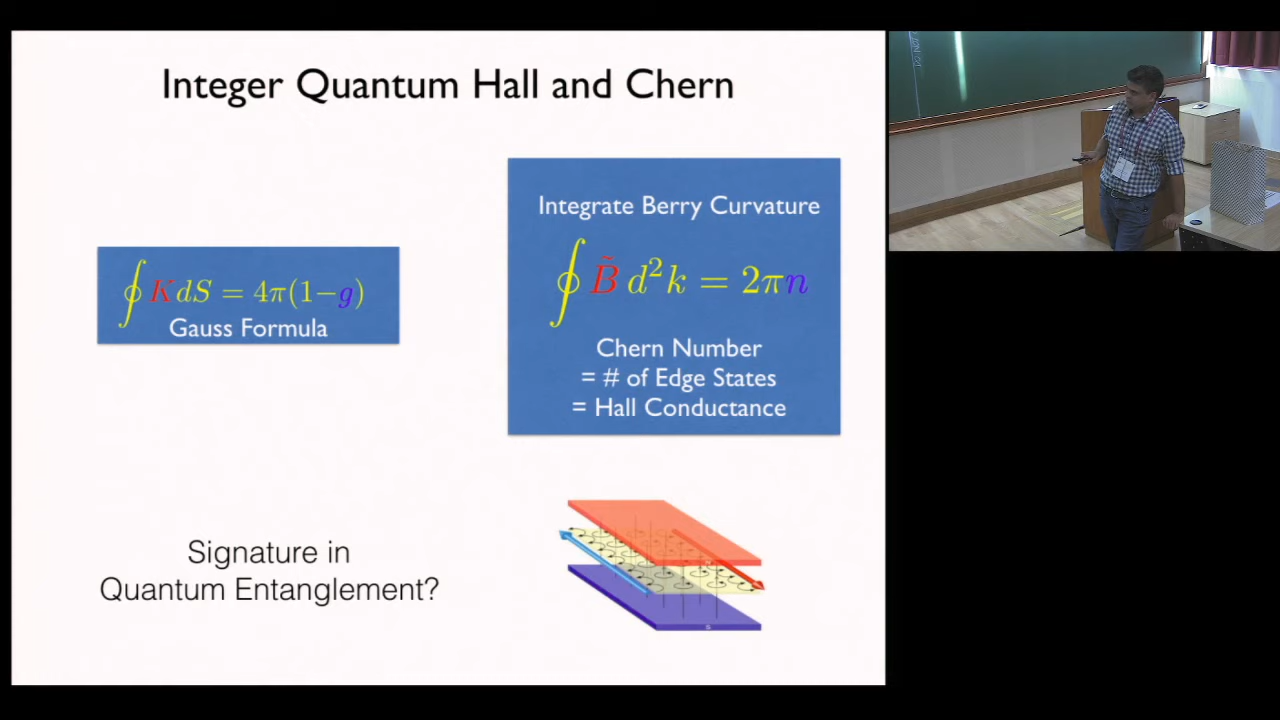 Integer Quantum Hall and Chern
∮ K dS = 4π(1−g)
Gauss Formula
Integrate Berry Curvature
∮ B̃ d²k = 2πn
Chern Number
= # of Edge States
= Hall Conductance
Signature in
Quantum Entanglement?